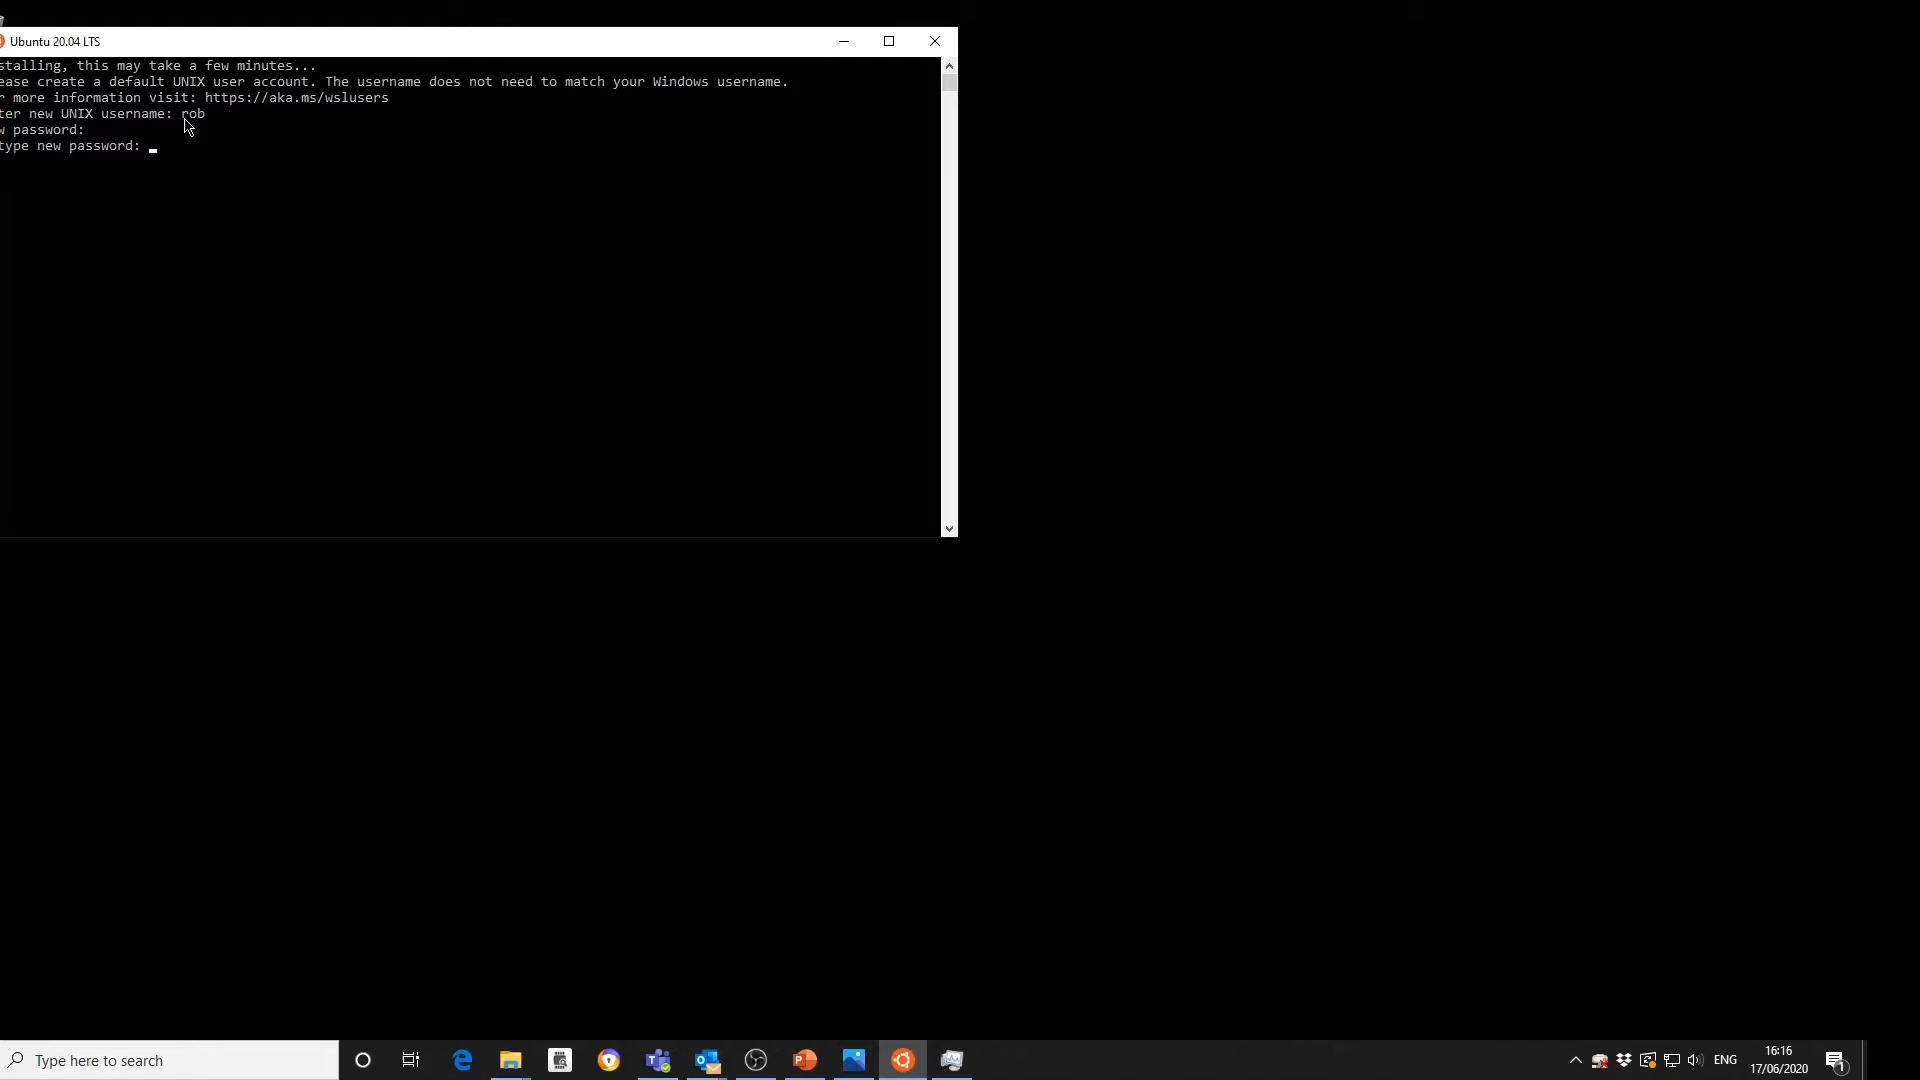 Ubuntu 20.04 LTS
stalling, this may take a few minutes...
ease create a default UNIX user account. The username does not need to match your Windows username.
r more information visit: https://aka.ms/wslusers
ter new UNIX username: rob
w password:
type new password:
Type here to search
ENG
16:16
17/06/2020
1